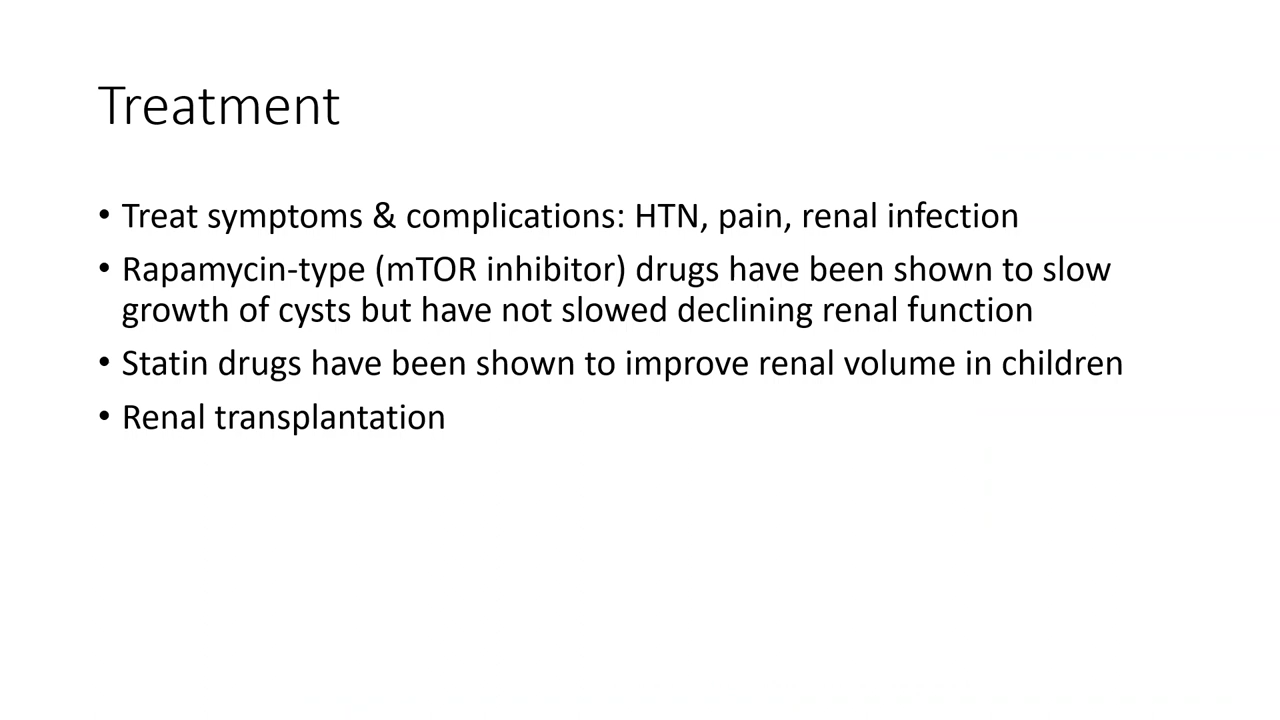 Treatment
• Treat symptoms & complications: HTN, pain, renal infection
• Rapamycin-type (mTOR inhibitor) drugs have been shown to slow
growth of cysts but have not slowed declining renal function
• Statin drugs have been shown to improve renal volume in children
• Renal transplantation